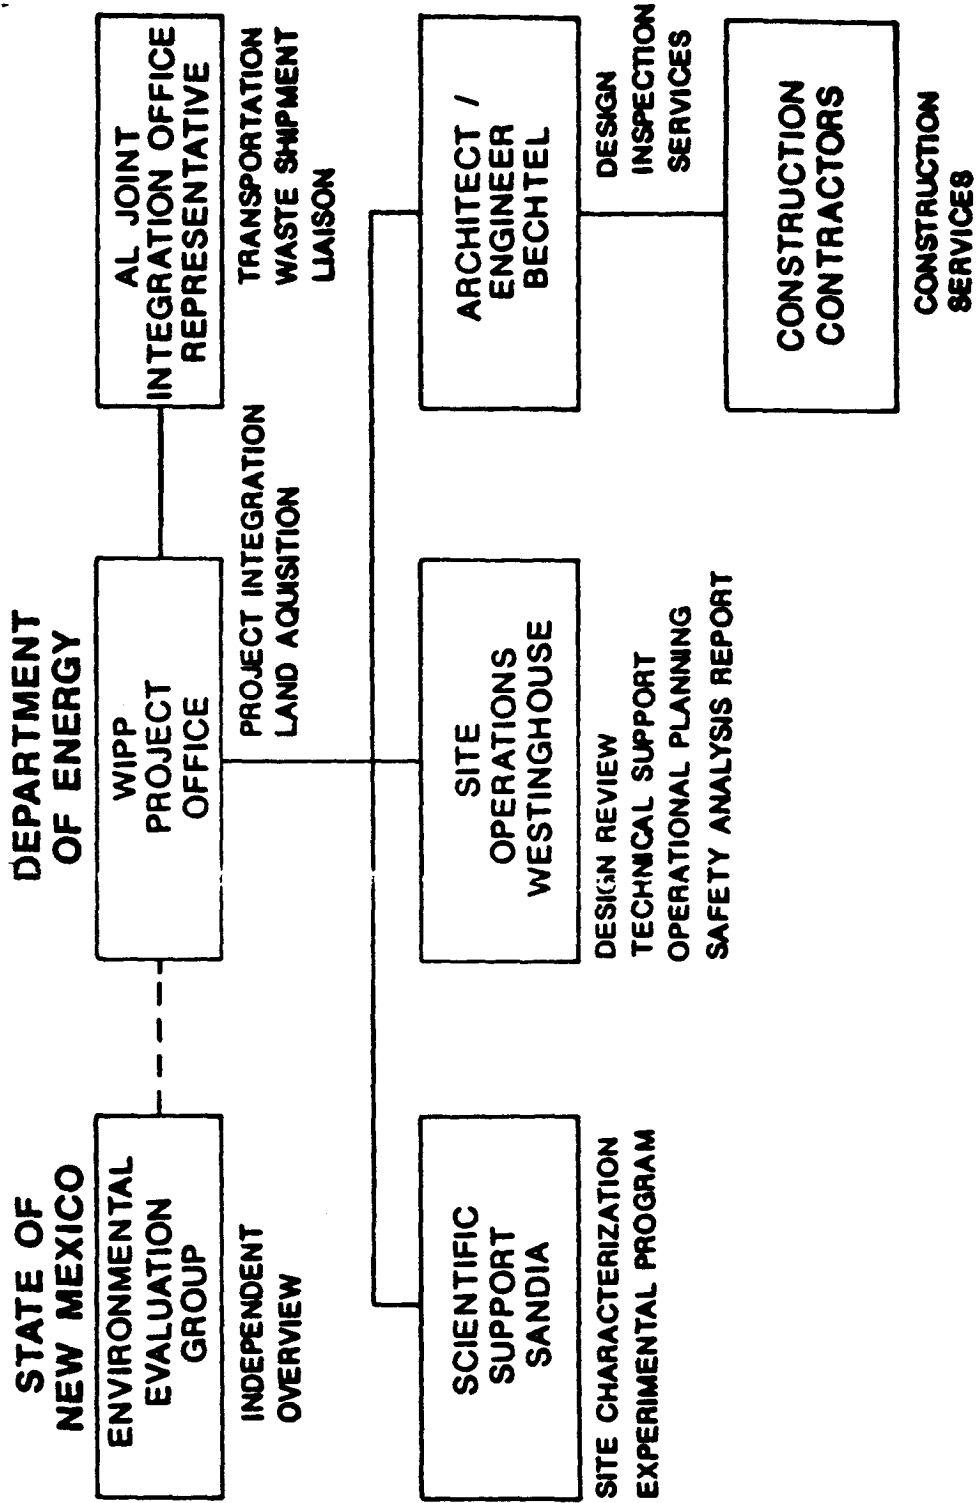 STATE OF
NEW MEXICO
ENVIRONMENTAL
EVALUATION
GROUP
INDEPENDENT
OVERVIEW
DEPARTMENT
OF ENERGY
WIPP
PROJECT
OFFICE
PROJECT INTEGRATION
LAND AQUISITION
AL JOINT
INTEGRATION OFFICE
REPRESENTATIVE
TRANSPORTATION
WASTE SHIPMENT
LIAISON
SCIENTIFIC
SUPPORT
SANDIA
SITE CHARACTERIZATION
EXPERIMENTAL PROGRAM
SITE
OPERATIONS
WESTINGHOUSE
DESIGN REVIEW
TECHNICAL SUPPORT
OPERATIONAL PLANNING
SAFETY ANALYSIS REPORT
ARCHITECT /
ENGINEER
BECHTEL
DESIGN
INSPECTION
SERVICES
CONSTRUCTION
CONTRACTORS
CONSTRUCTION
SERVICES